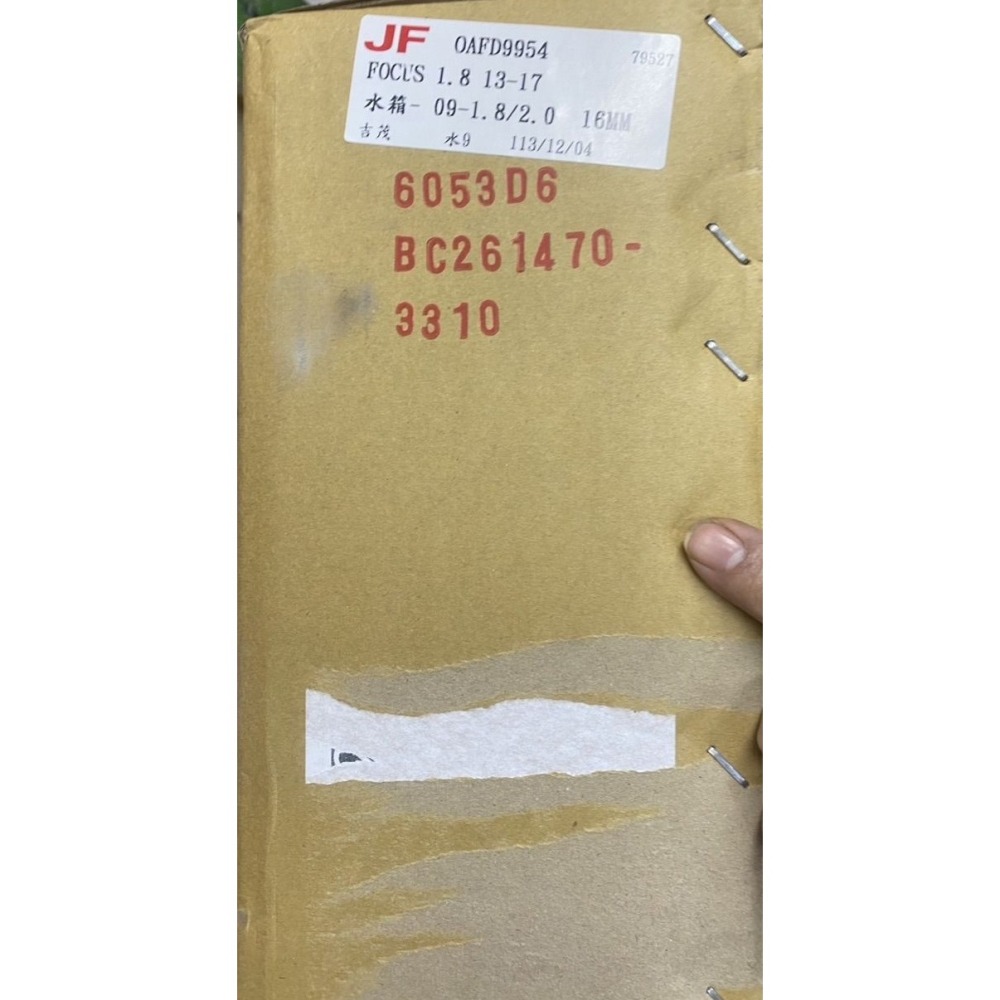 JF OAFD9954 79527
FOCUS 1.8 13-17
水箱- 09-1.8/2.0 16MM
吉茂 水9 113/12/04
6053D6
BC261470-
3310